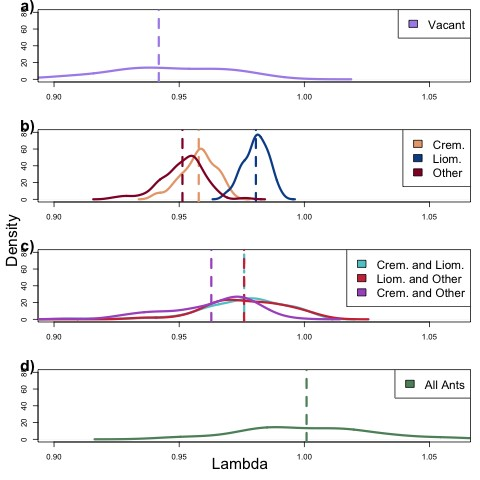 a)
80
60
40
20
0
Vacant
0.90 0.95 1.00 1.05
b)
80
60
40
20
0
Crem.
Liom.
Other
0.90 0.95 1.00 1.05
Density
c)
80
60
40
20
0
Crem. and Liom.
Liom. and Other
Crem. and Other
0.90 0.95 1.00 1.05
d)
80
60
40
20
0
All Ants
0.90 0.95 1.00 1.05
Lambda